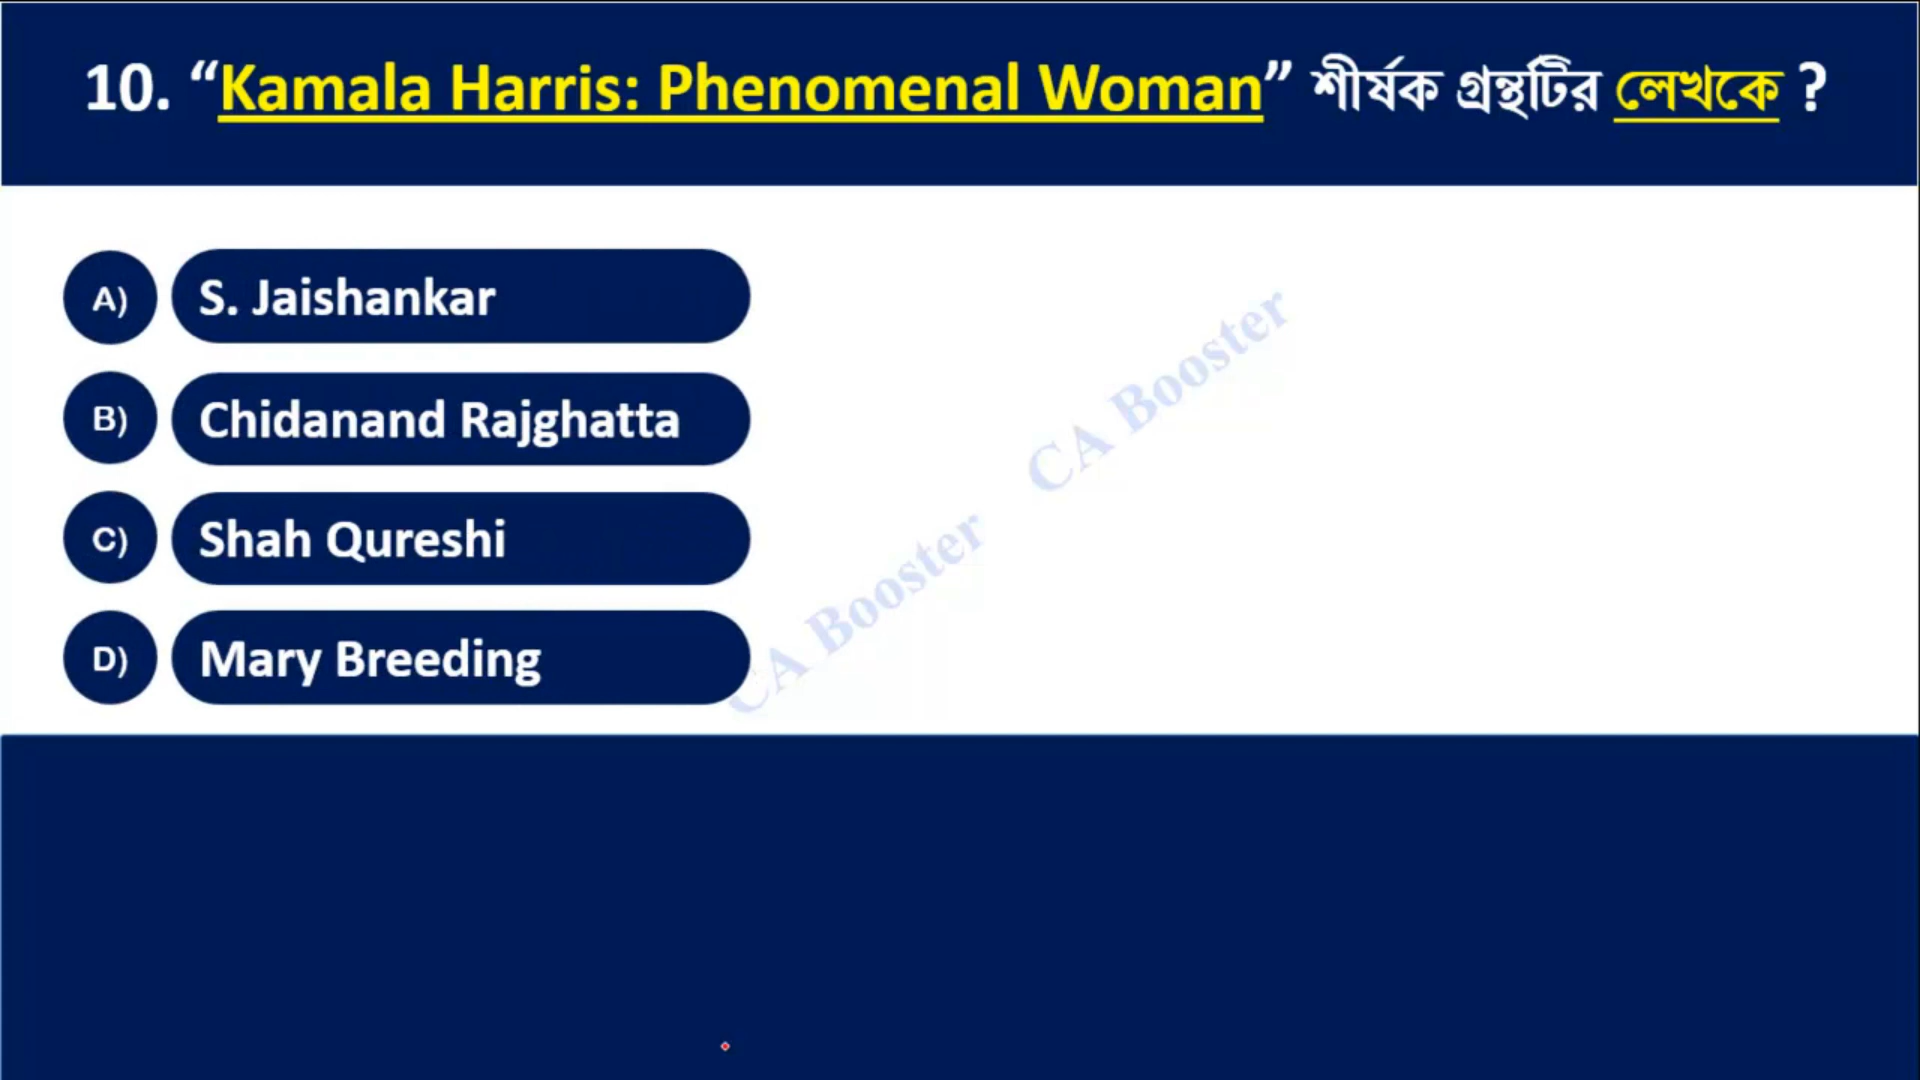 10. “Kamala Harris: Phenomenal Woman” শীর্ষক গ্রন্থটির লেখকে ?
A) S. Jaishankar
B) Chidanand Rajghatta
C) Shah Qureshi
D) Mary Breeding
CA Booster
CA Booster